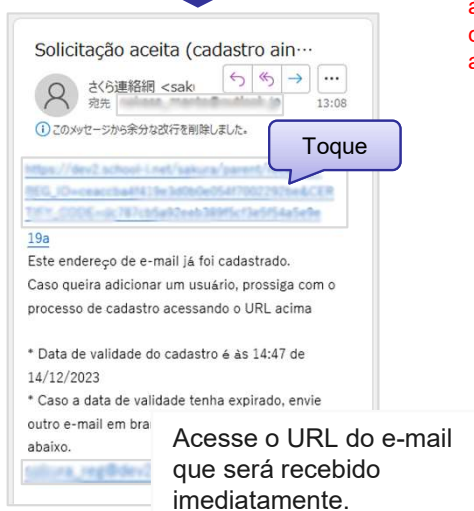 a
c
a
Solicitação aceita (cadastro ain…
さくら連絡網 <saku
宛先
13:08
このメッセージから余分な改行を削除しました。
Toque
19a
Este endereço de e-mail já foi cadastrado.
Caso queira adicionar um usuário, prossiga com o
processo de cadastro acessando o URL acima
* Data de validade do cadastro é às 14:47 de
14/12/2023
* Caso a data de validade tenha expirado, envie
outro e-mail em bra
abaixo.
Acesse o URL do e-mail
que será recebido
imediatamente.